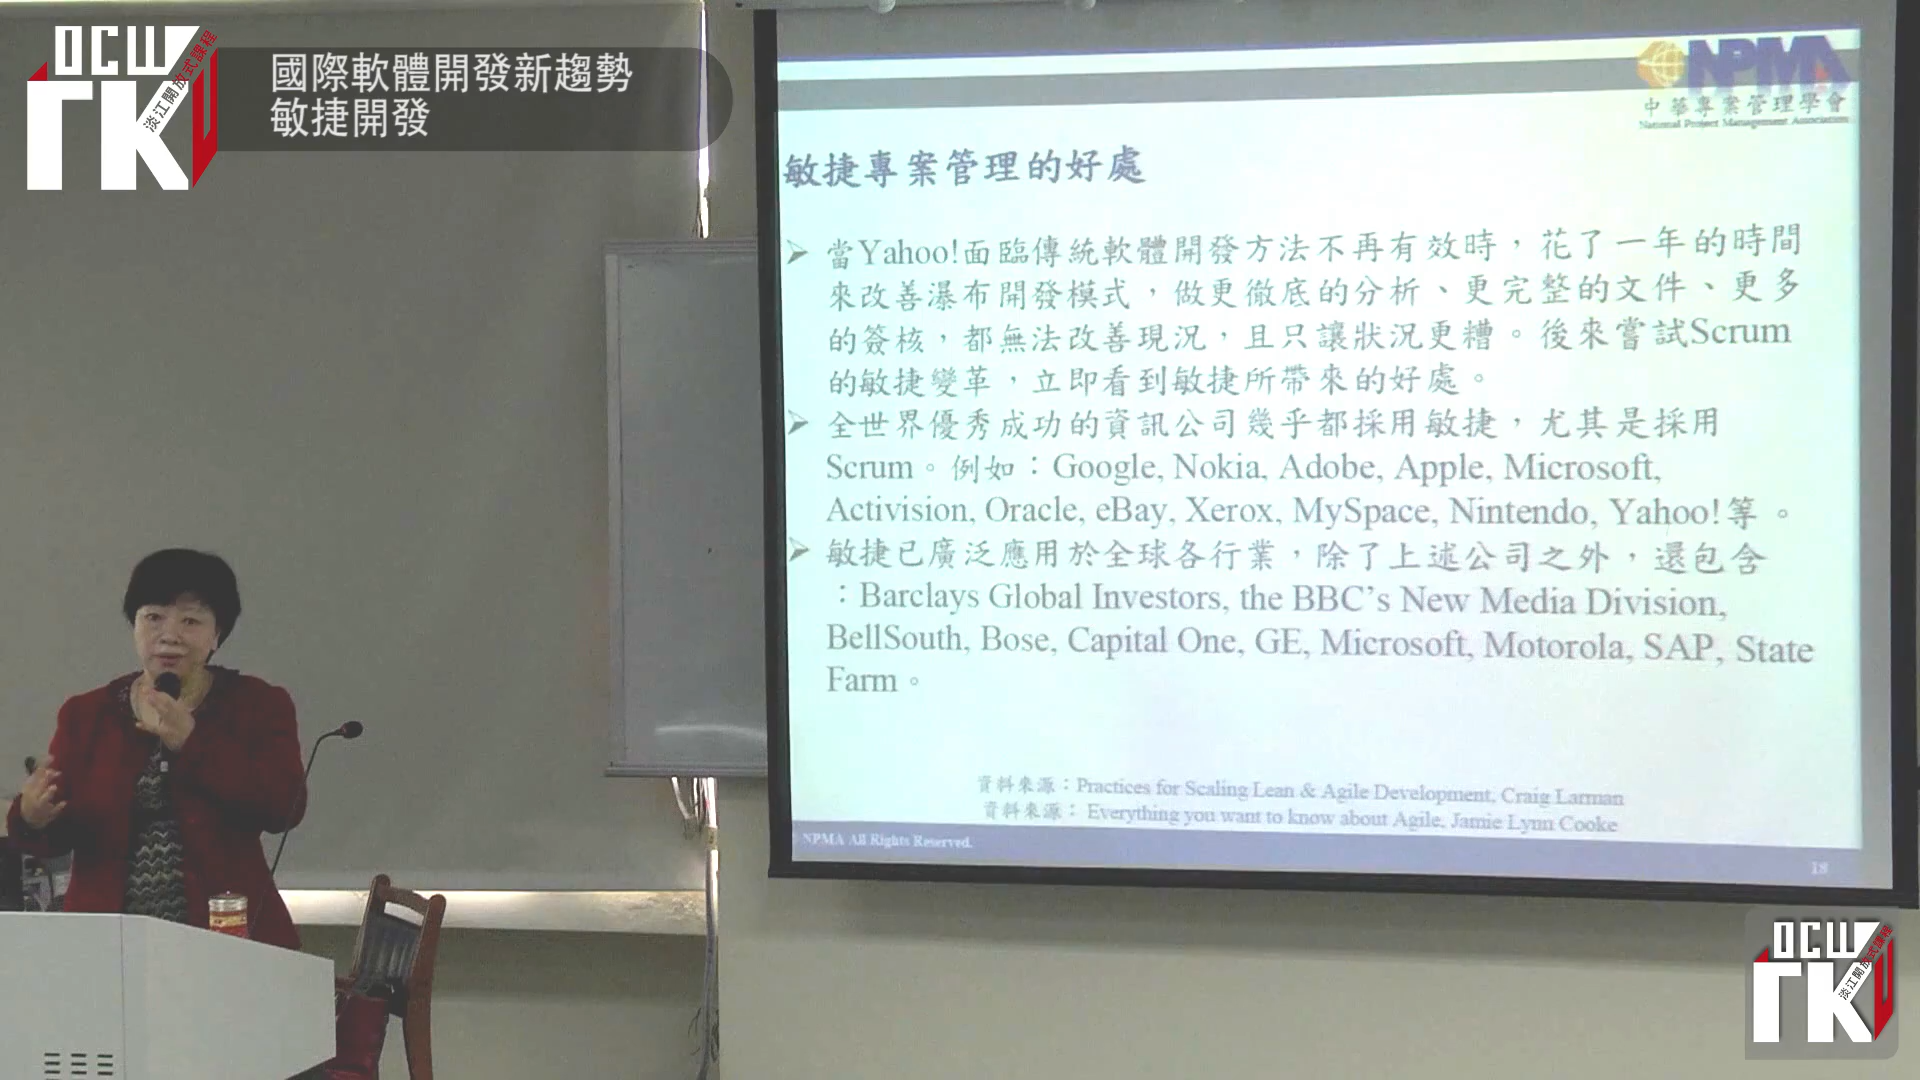 OCW
TKU
淡江開放式課程
國際軟體開發新趨勢
敏捷開發
NPMA
中華專案管理學會
National Project Management Association
敏捷專案管理的好處
當Yahoo!面臨傳統軟體開發方法不再有效時，花了一年的時間
來改善瀑布開發模式，做更徹底的分析、更完整的文件、更多
的簽核，都無法改善現況，且只讓狀況更糟。後來嘗試Scrum
的敏捷變革，立即看到敏捷所帶來的好處。
全世界優秀成功的資訊公司幾乎都採用敏捷，尤其是採用
Scrum。例如：Google, Nokia, Adobe, Apple, Microsoft,
Activision, Oracle, eBay, Xerox, MySpace, Nintendo, Yahoo!等。
敏捷已廣泛應用於全球各行業，除了上述公司之外，還包含
：Barclays Global Investors, the BBC’s New Media Division,
BellSouth, Bose, Capital One, GE, Microsoft, Motorola, SAP, State
Farm。
資料來源：Practices for Scaling Lean & Agile Development, Craig Larman
資料來源： Everything you want to know about Agile, Jamie Lynn Cooke
NPMA All Rights Reserved.
18
OCW
TKU
淡江開放式課程